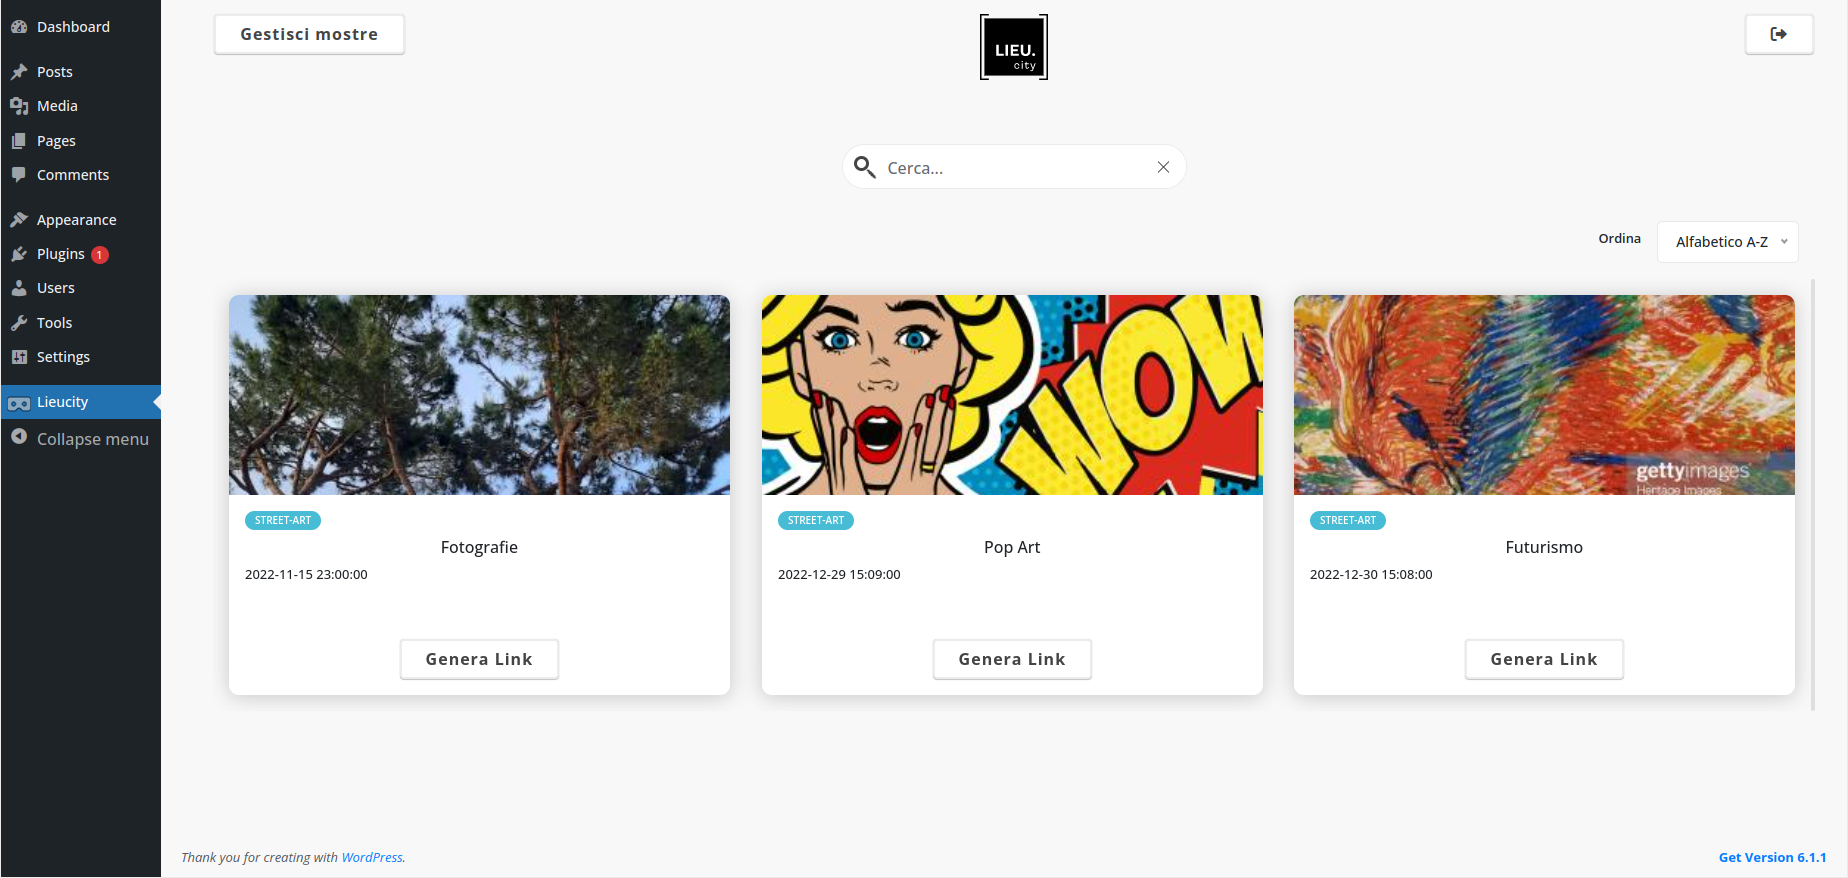 Dashboard
Posts
Media
Pages
Comments
Appearance
Plugins 1
Users
Tools
Settings
Lieucity
Collapse menu
Gestisci mostre
LIEU.
city
Cerca...
Ordina
Alfabetico A-Z
WOW
gettyimages
Heritage Images
STREET-ART
Fotografie
2022-11-15 23:00:00
Genera Link
STREET-ART
Pop Art
2022-12-29 15:09:00
Genera Link
STREET-ART
Futurismo
2022-12-30 15:08:00
Genera Link
Thank you for creating with WordPress.
Get Version 6.1.1